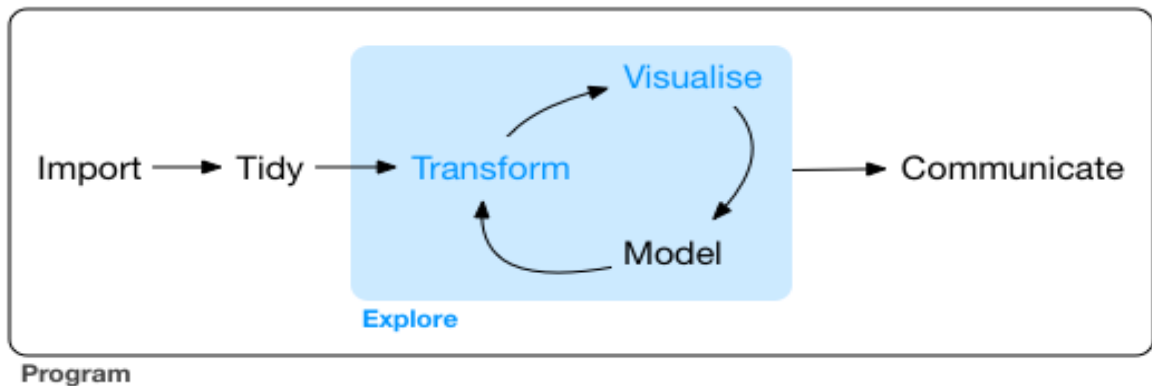 Visualise
Import
Tidy
Transform
Communicate
Model
Explore
Program